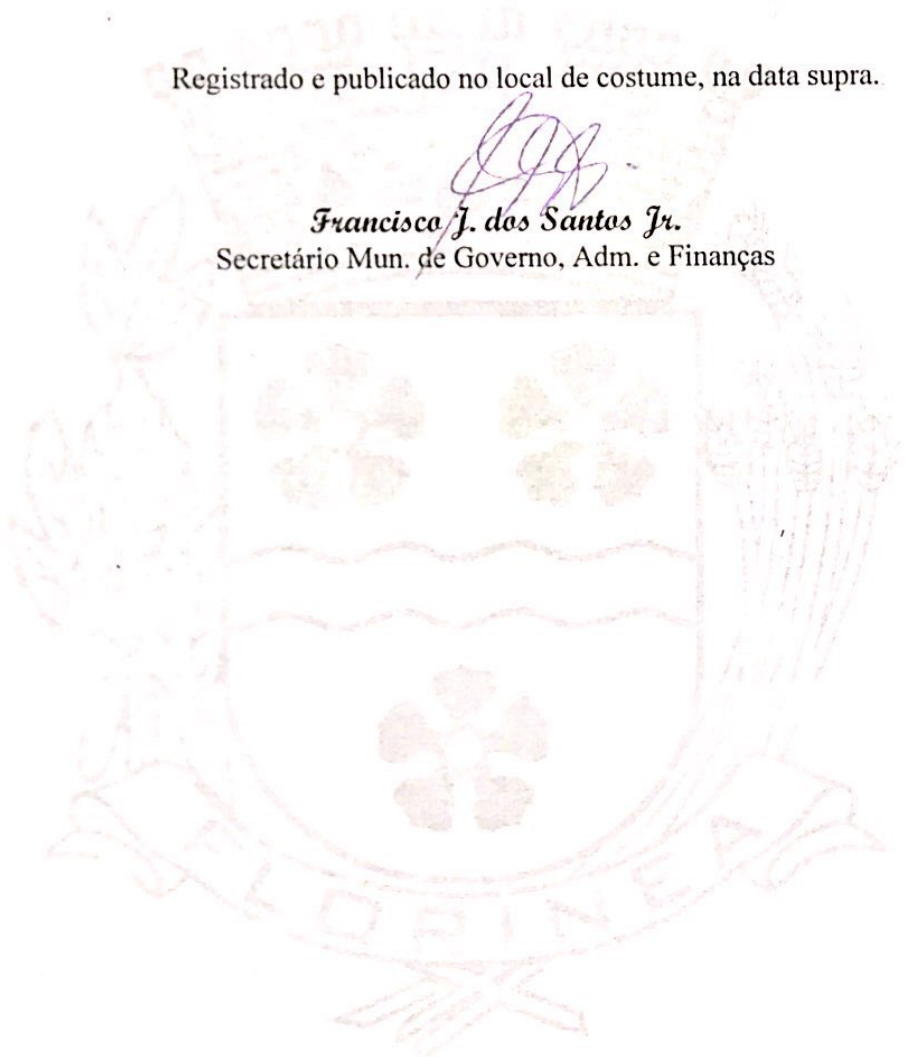 Registrado e publicado no local de costume, na data supra.
Francisco J. dos Santos Jr.
Secretário Mun. de Governo, Adm. e Finanças
FLORINEA